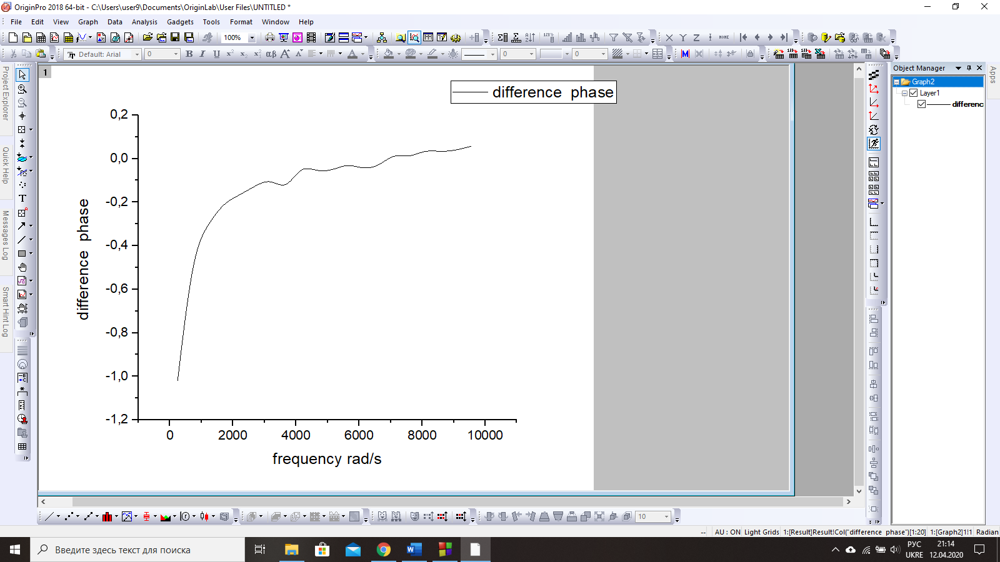 OriginPro 2018 64-bit - C:\Users\user9\Documents\OriginLab\User Files\UNTITLED *
File Edit View Graph Data Analysis Gadgets Tools Format Window Help
100%
X Y Z NONE
Default: Arial 0 B I U αβ A A A 0 0
Project Explorer
Quick Help
Messages Log
Smart Hint Log
1
difference phase
0,2
0,0
-0,2
-0,4
-0,6
-0,8
-1,0
-1,2
difference phase
0 2000 4000 6000 8000 10000
frequency rad/s
Object Manager
Graph2
Layer1
differenc
Apps
10
-- AU : ON Light Grids 1:[Result]Result!Col("difference phase")[1:20] 1:[Graph2]1!1 Radian
Введите здесь текст для поиска
РУС
UKRE
21:14
12.04.2020